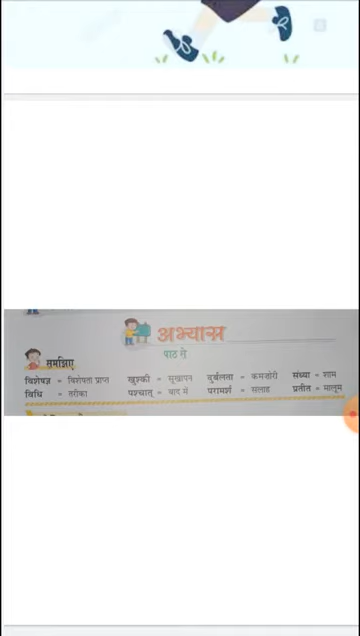 अभ्यास
पाठ से
समझिए
विशेषज्ञ = विशेषता प्राप्त खुश्की = सूखापन दुर्बलता = कमजोरी संध्या = शाम
विधि = तरीका पश्चात् = बाद में परामर्श = सलाह प्रतीत = मालूम